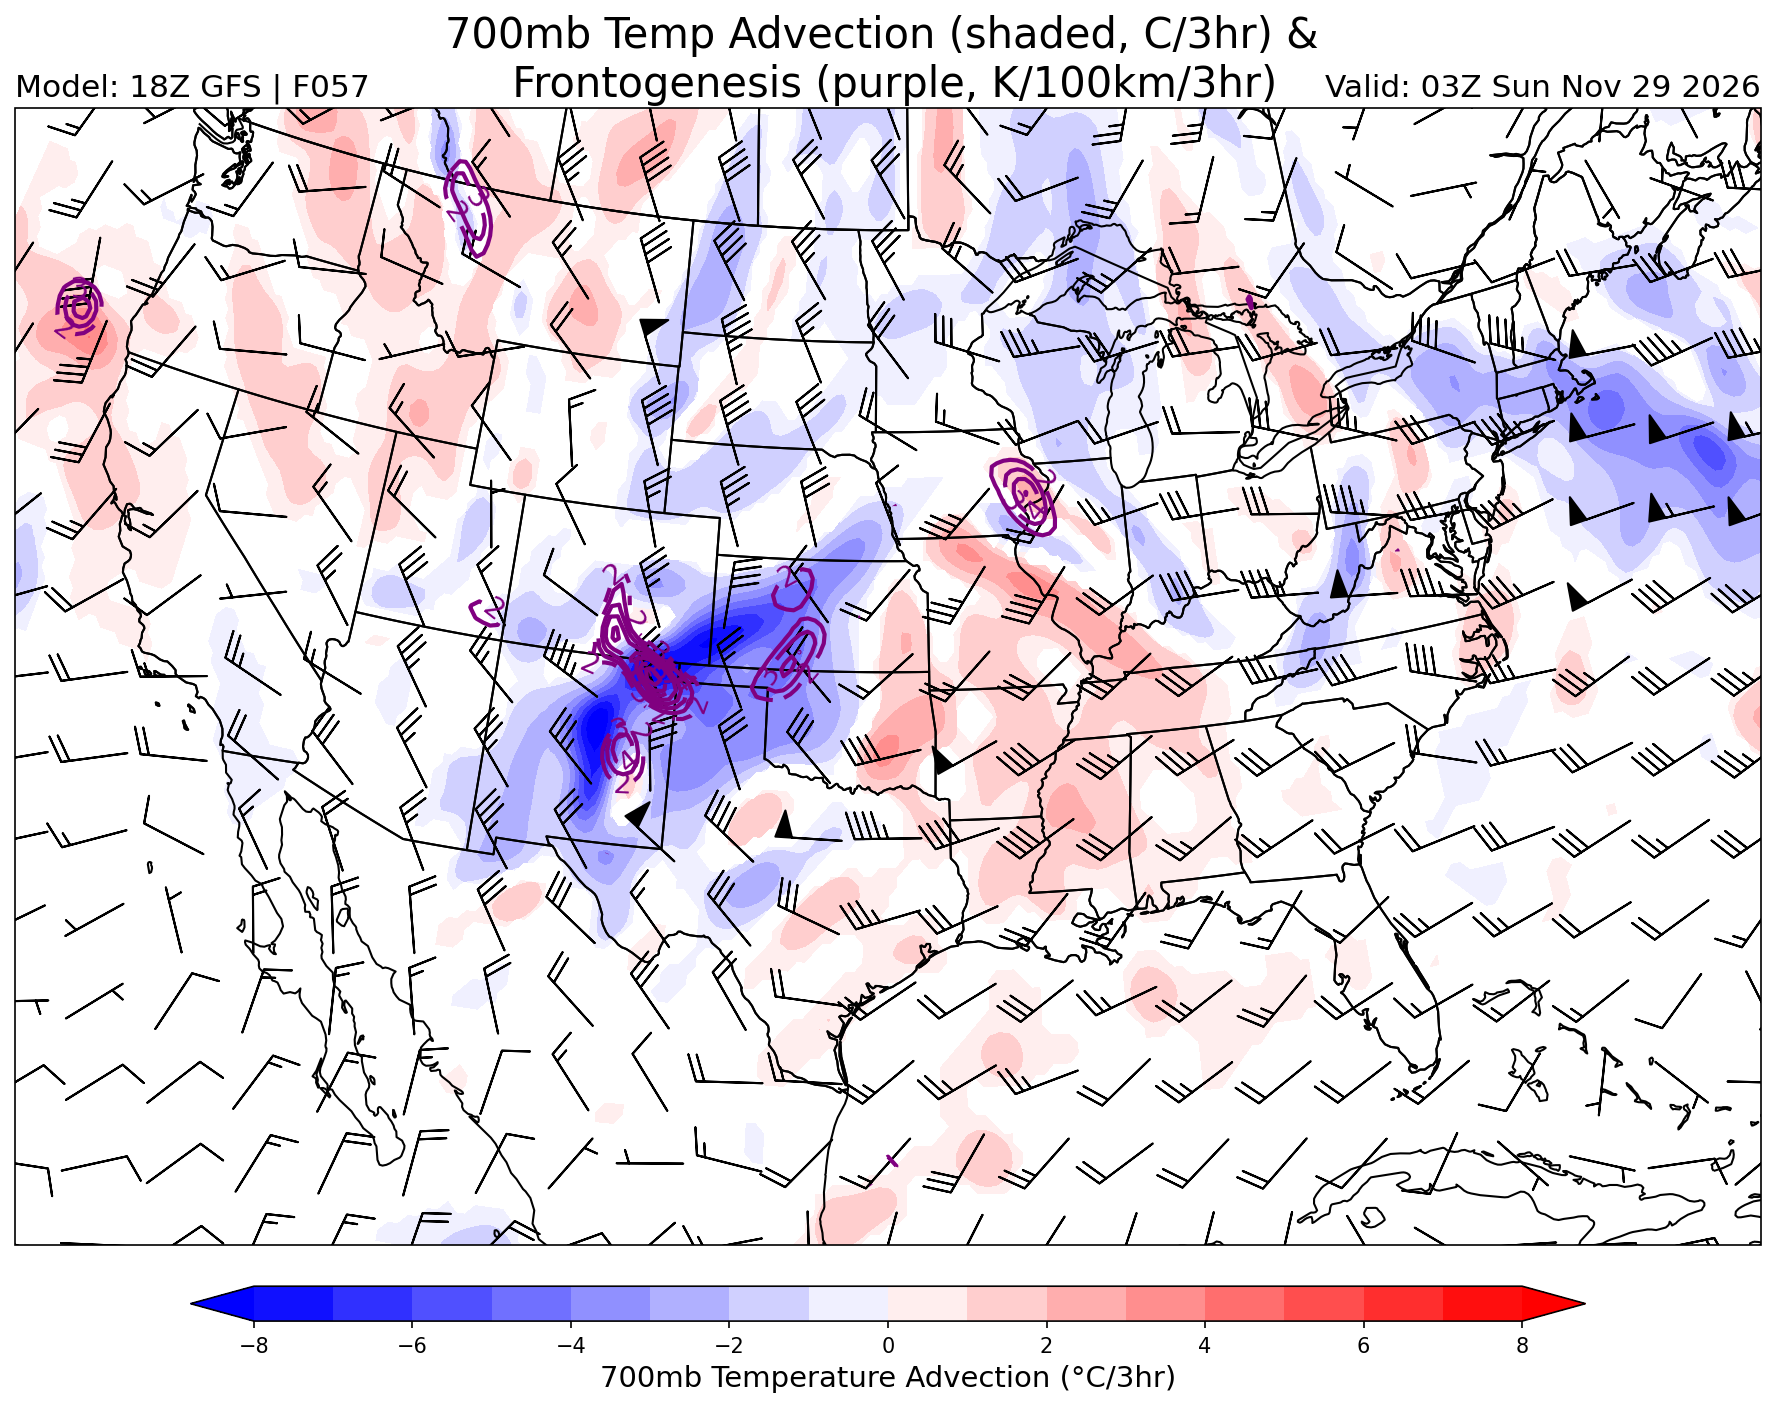 700mb Temp Advection (shaded, C/3hr) &
Frontogenesis (purple, K/100km/3hr)
Model: 18Z GFS | F057
Valid: 03Z Sun Nov 29 2026
−8 −6 −4 −2 0 2 4 6 8
700mb Temperature Advection (°C/3hr)